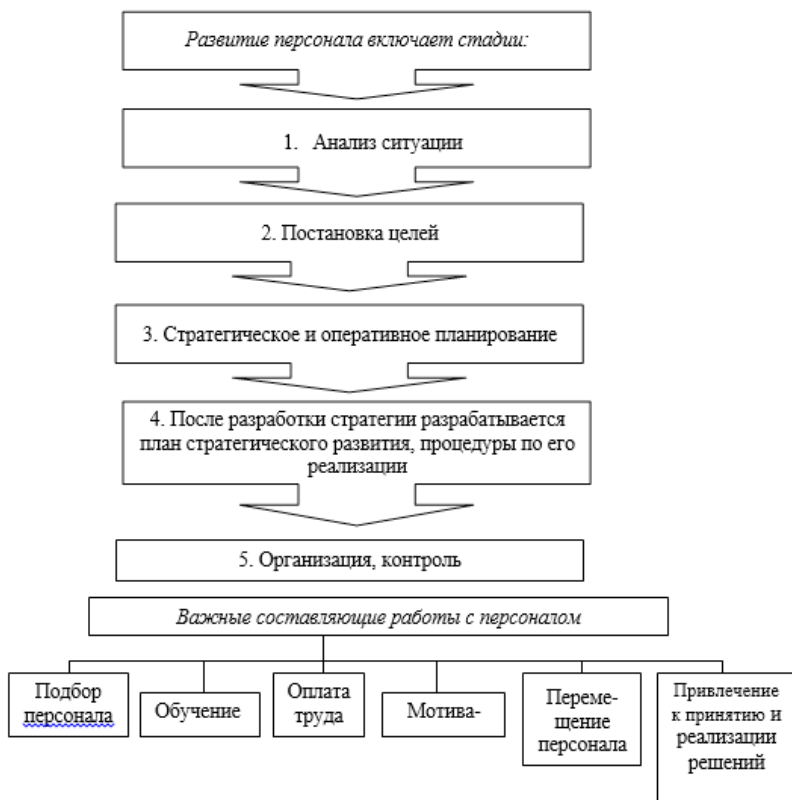 Развитие персонала включает стадии:
1. Анализ ситуации
2. Постановка целей
3. Стратегическое и оперативное планирование
4. После разработки стратегии разрабатывается
план стратегического развития, процедуры по его
реализации
5. Организация, контроль
Важные составляющие работы с персоналом
Подбор
персонала
Обучение
Оплата
труда
Мотива-
Переме-
щение
персонала
Привлечение
к принятию и
реализации
решений